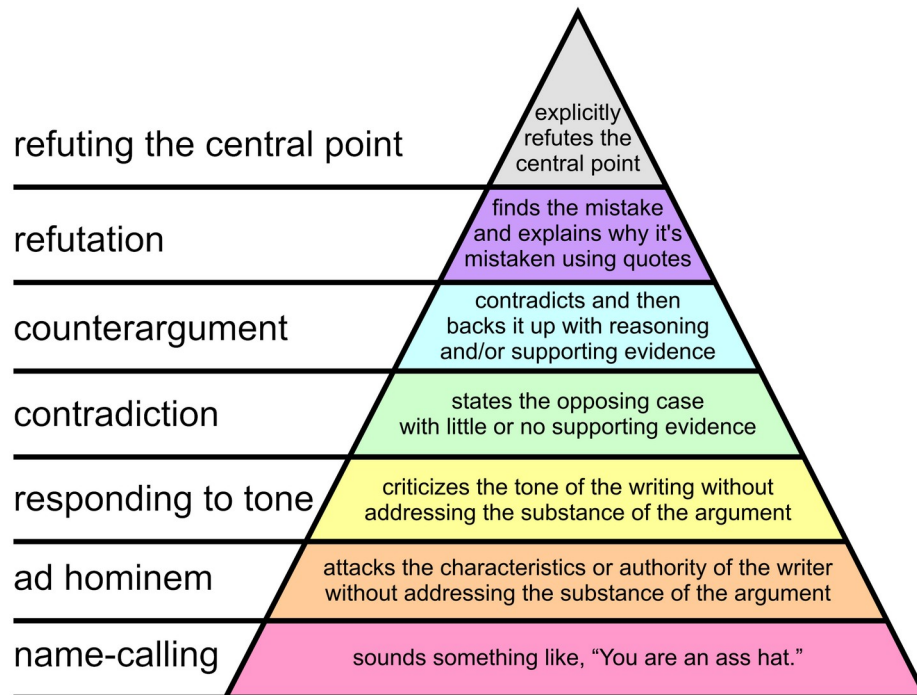 explicitly
refutes the
central point
refuting the central point
finds the mistake
and explains why it's
mistaken using quotes
refutation
contradicts and then
backs it up with reasoning
and/or supporting evidence
counterargument
states the opposing case
with little or no supporting evidence
contradiction
criticizes the tone of the writing without
addressing the substance of the argument
responding to tone
attacks the characteristics or authority of the writer
without addressing the substance of the argument
ad hominem
name-calling
sounds something like, “You are an ass hat.”